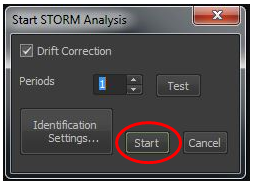 Start STORM Analysis
Drift Correction
Periods 1 Test
Identification
Settings...
Start Cancel